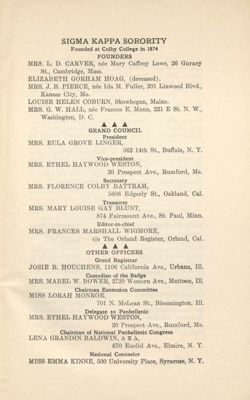 SIGMA KAPPA SORORITY
Founded at Colby College in 1874
FOUNDERS
MRS. L. D. CARVER, née Mary Caffrey Lowe, 26 Gurney
St., Cambridge, Mass.
ELIZABETH GORHAM HOAG, (deceased).
MRS. J. B. PIERCE, née Ida M. Fuller, 201 Linwood Blvd.,
Kansas City, Mo.
LOUISE HELEN COBURN, Skowhegan, Maine.
MRS. G. W. HALL, née Frances E. Mann, 221 E St. N. W.,
Washington, D. C.
▲ ▲ ▲
GRAND COUNCIL
President
MRS. EULA GROVE LINGER,
362 14th St., Buffalo, N. Y.
Vice-president
MRS. ETHEL HAYWOOD WESTON,
20 Prospect Ave., Rumford, Me.
Secretary
MRS. FLORENCE COLBY BATTRAM,
5606 Edgerly St., Oakland, Cal.
Treasurer
MRS. MARY LOUISE GAY BLUNT,
874 Fairmount Ave., St. Paul, Minn.
Editor-in-chief
MRS. FRANCES MARSHALL WIGMORE,
c/o The Orland Register, Orland, Cal.
▲ ▲ ▲
OTHER OFFICERS
Grand Registrar
JOSIE B. HOUCHENS, 1106 California Ave., Urbana, Ill.
Custodian of the Badge
MRS. MABEL W. BOWER, 2720 Western Ave., Mattoon, Ill.
Chairman Extension Committee
MISS LORAH MONROE,
701 N. McLean St., Bloomington, Ill.
Delegate to Panhellenic
MRS. ETHEL HAYWOOD WESTON,
20 Prospect Ave., Rumford, Me.
Chairman of National Panhellenic Congress
LENA GRANDIN BALDWIN, A Σ A
670 Euclid Ave., Elmira, N. Y.
National Counselor
MISS EMMA KINNE, 500 University Place, Syracuse, N. Y.